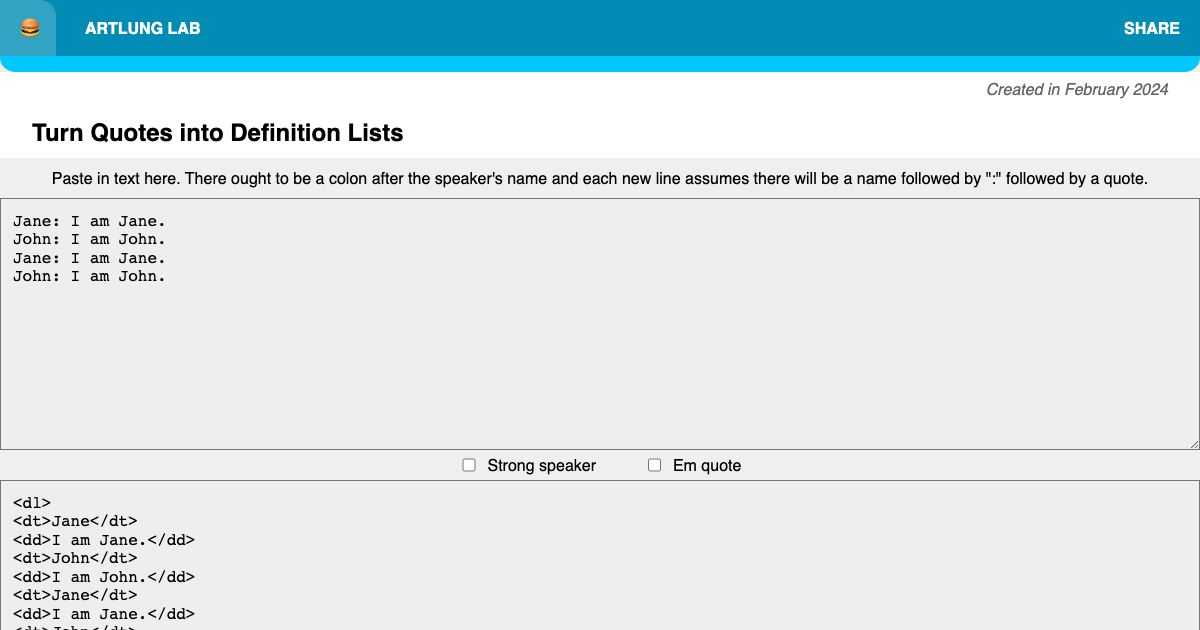 ARTLUNG LAB
SHARE
Created in February 2024
Turn Quotes into Definition Lists
Paste in text here. There ought to be a colon after the speaker's name and each new line assumes there will be a name followed by ":" followed by a quote.
Jane: I am Jane.
John: I am John.
Jane: I am Jane.
John: I am John.
Strong speaker
Em quote
<dl>
<dt>Jane</dt>
<dd>I am Jane.</dd>
<dt>John</dt>
<dd>I am John.</dd>
<dt>Jane</dt>
<dd>I am Jane.</dd>
<dt>John</dt>